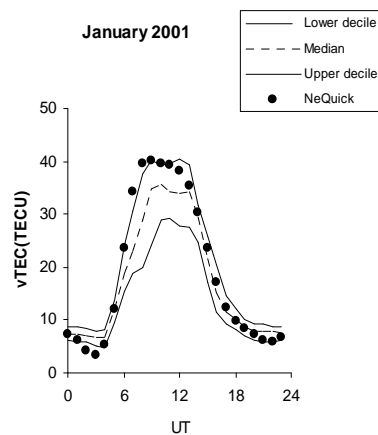 January 2001
Lower decile
Median
Upper decile
NeQuick
vTEC(TECU)
50
40
30
20
10
0
0 6 12 18 24
UT